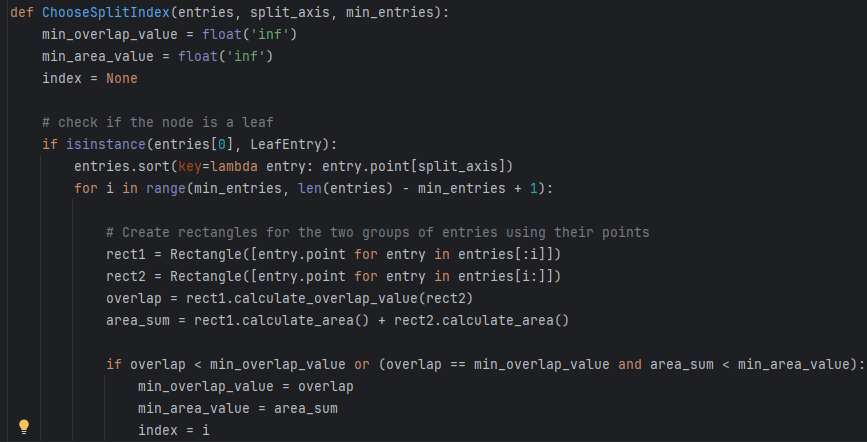 def ChooseSplitIndex(entries, split_axis, min_entries):
    min_overlap_value = float('inf')
    min_area_value = float('inf')
    index = None
    # check if the node is a leaf
    if isinstance(entries[0], LeafEntry):
        entries.sort(key=lambda entry: entry.point[split_axis])
        for i in range(min_entries, len(entries) - min_entries + 1):
            # Create rectangles for the two groups of entries using their points
            rect1 = Rectangle([entry.point for entry in entries[:i]])
            rect2 = Rectangle([entry.point for entry in entries[i:]])
            overlap = rect1.calculate_overlap_value(rect2)
            area_sum = rect1.calculate_area() + rect2.calculate_area()
            if overlap < min_overlap_value or (overlap == min_overlap_value and area_sum < min_area_value):
                min_overlap_value = overlap
                min_area_value = area_sum
                index = i